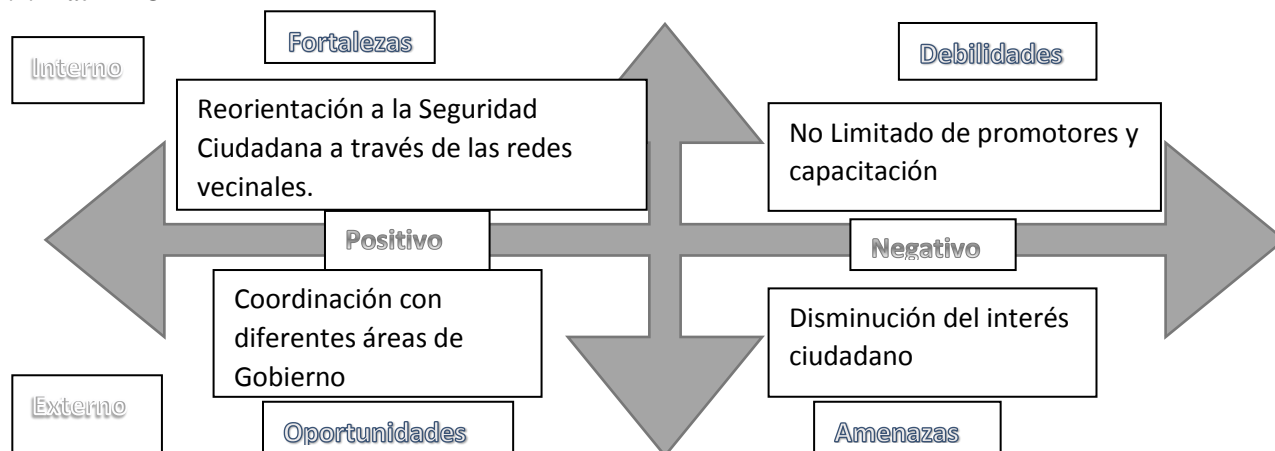 Fortalezas
Debilidades
Interno
Reorientación a la Seguridad
Ciudadana a través de las redes
vecinales.
No Limitado de promotores y
capacitación
Positivo
Negativo
Coordinación con
diferentes áreas de
Gobierno
Disminución del interés
ciudadano
Externo
Oportunidades
Amenazas